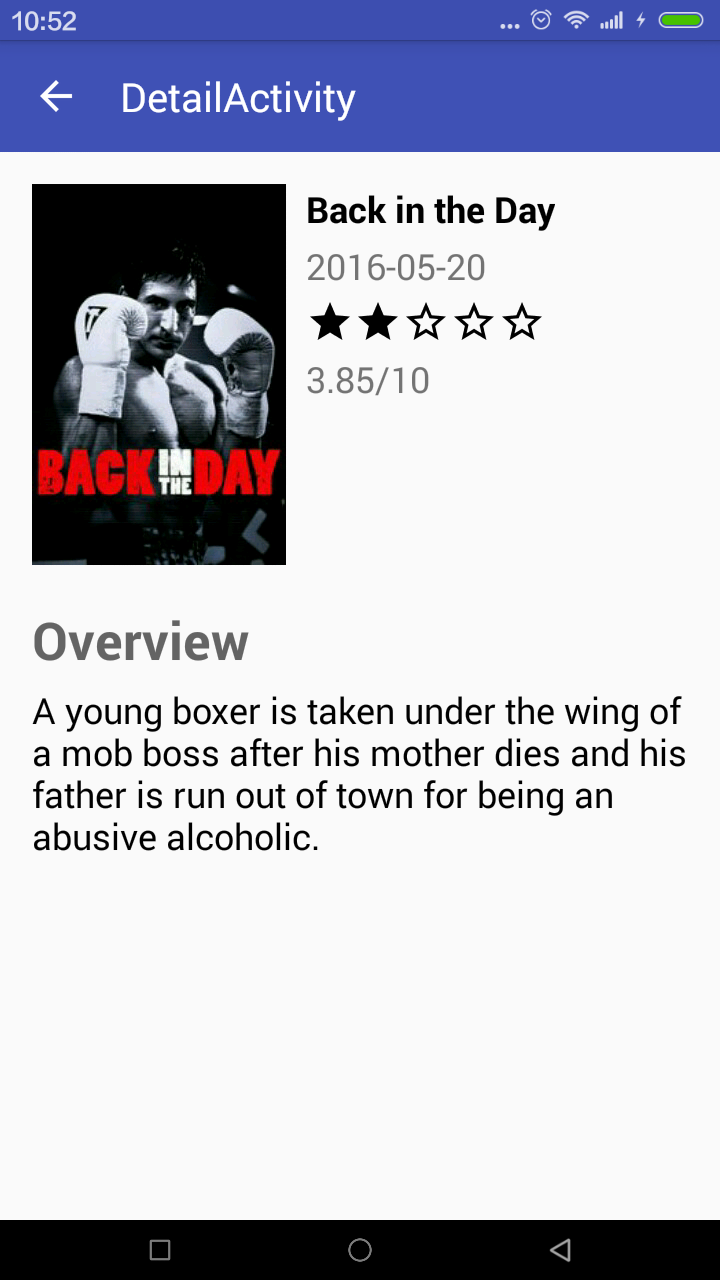 10:52
DetailActivity
Back in the Day
2016-05-20
3.85/10
BACK IN THE DAY
Overview
A young boxer is taken under the wing of
a mob boss after his mother dies and his
father is run out of town for being an
abusive alcoholic.